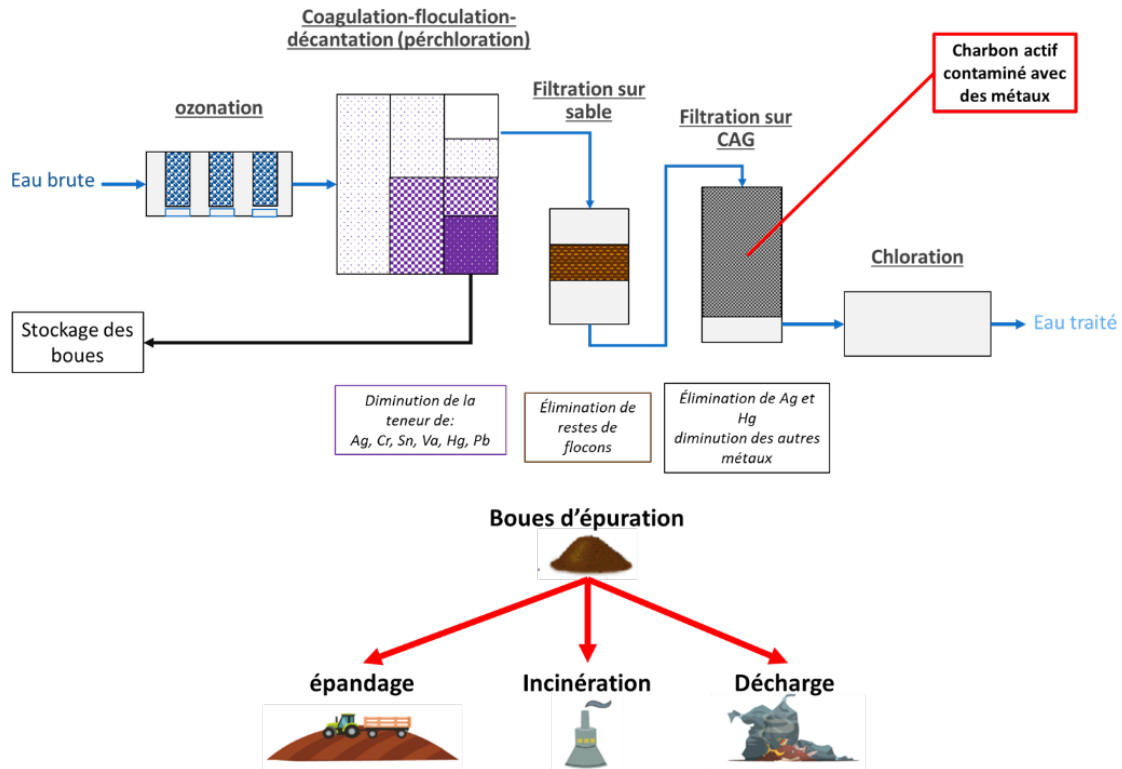 Coagulation-floculation-
décantation (pérchloration)
Charbon actif
contaminé avec
des métaux
ozonation
Filtration sur
sable
Filtration sur
CAG
Eau brute
Chloration
Eau traité
Stockage des
boues
Diminution de la
teneur de:
Ag, Cr, Sn, Va, Hg, Pb
Élimination de
restes de
flocons
Élimination de Ag et
Hg
diminution des autres
métaux
Boues d'épuration
épandage
Incinération
Décharge